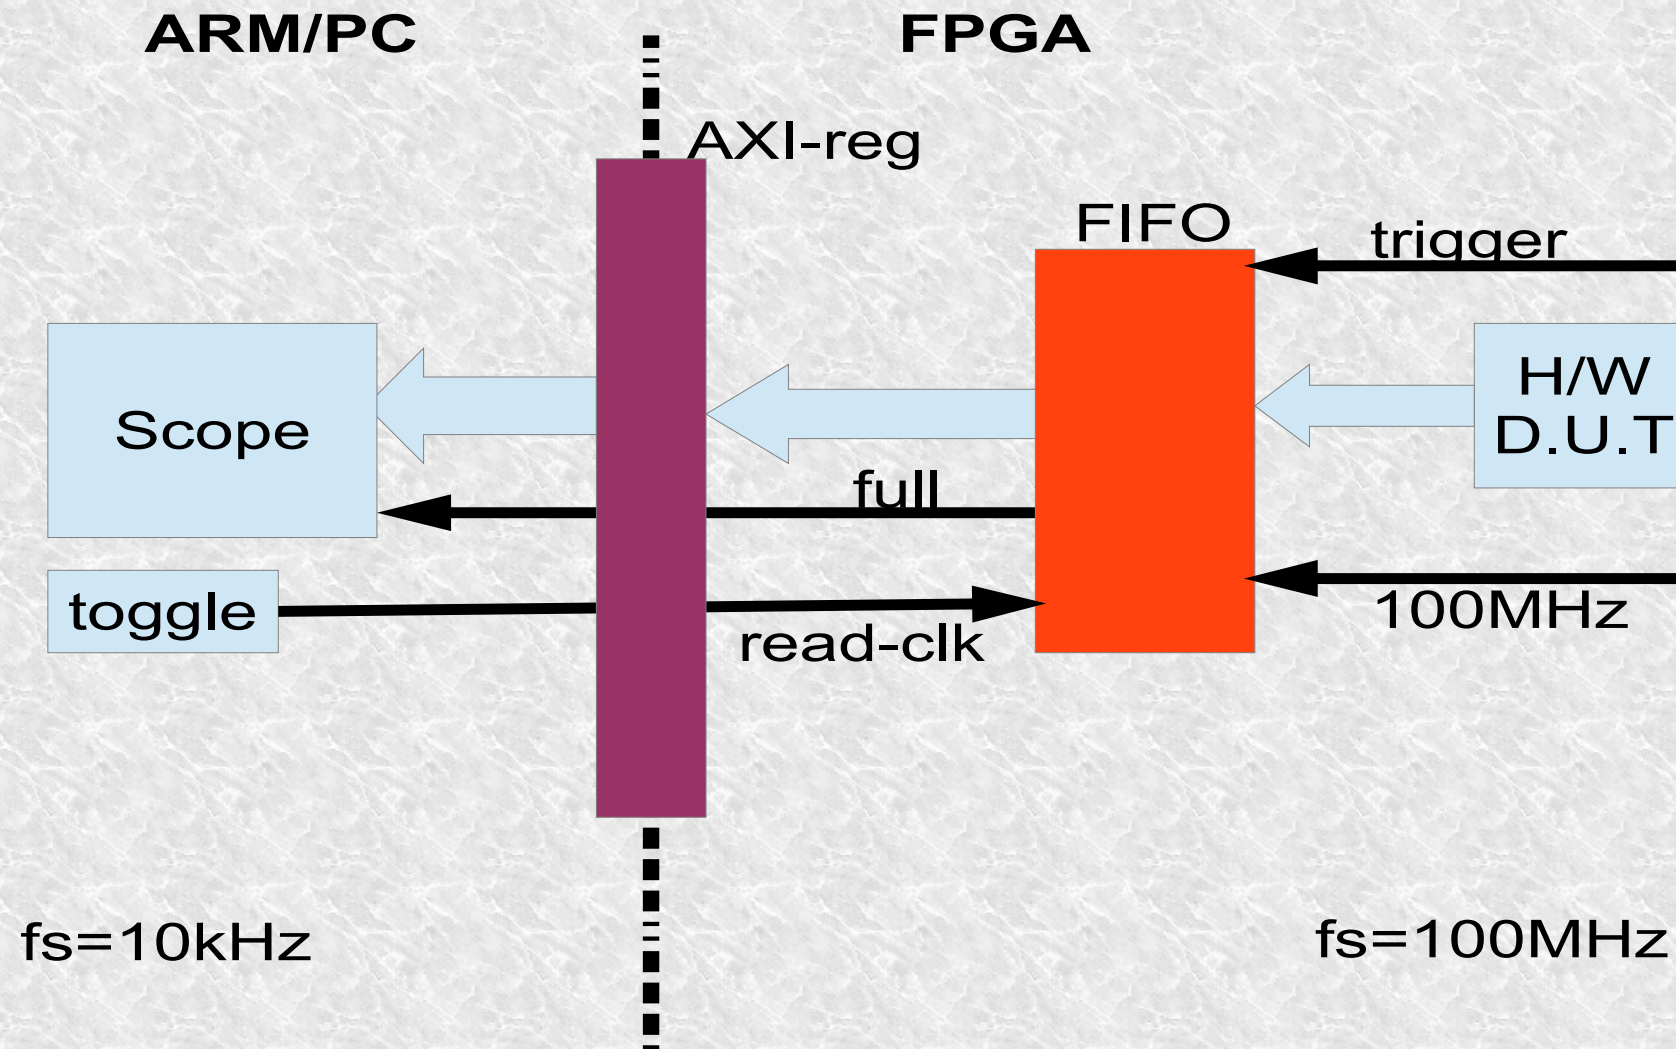 ARM/PC
FPGA
AXI-reg
FIFO
trigger
H/W
D.U.T
Scope
full
toggle
100MHz
read-clk
fs=10kHz
fs=100MHz